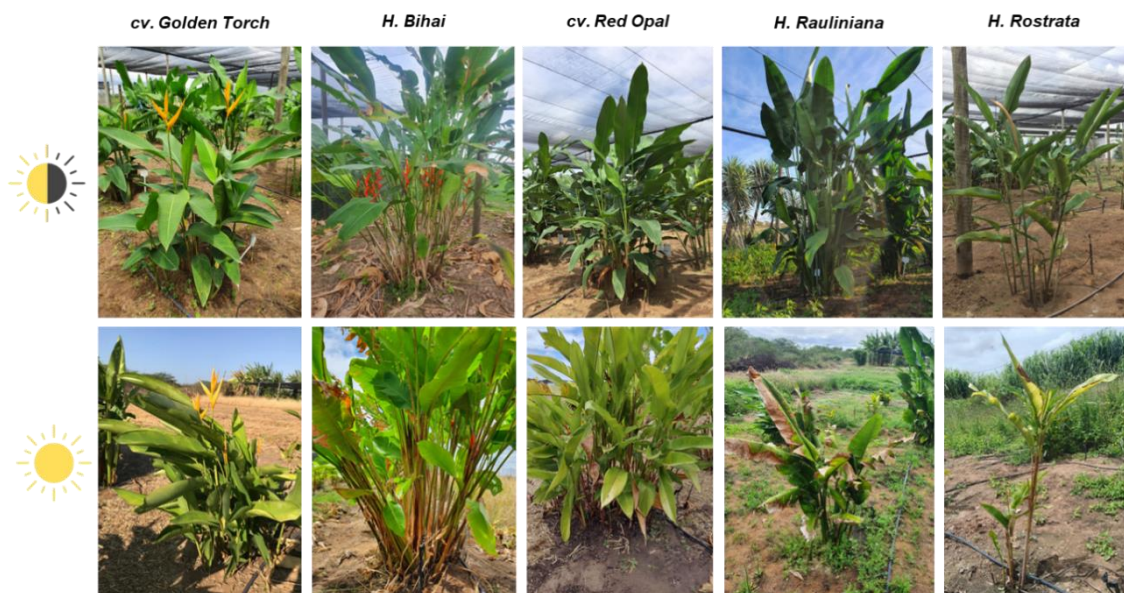 cv. Golden Torch
H. Bihai
cv. Red Opal
H. Rauliniana
H. Rostrata